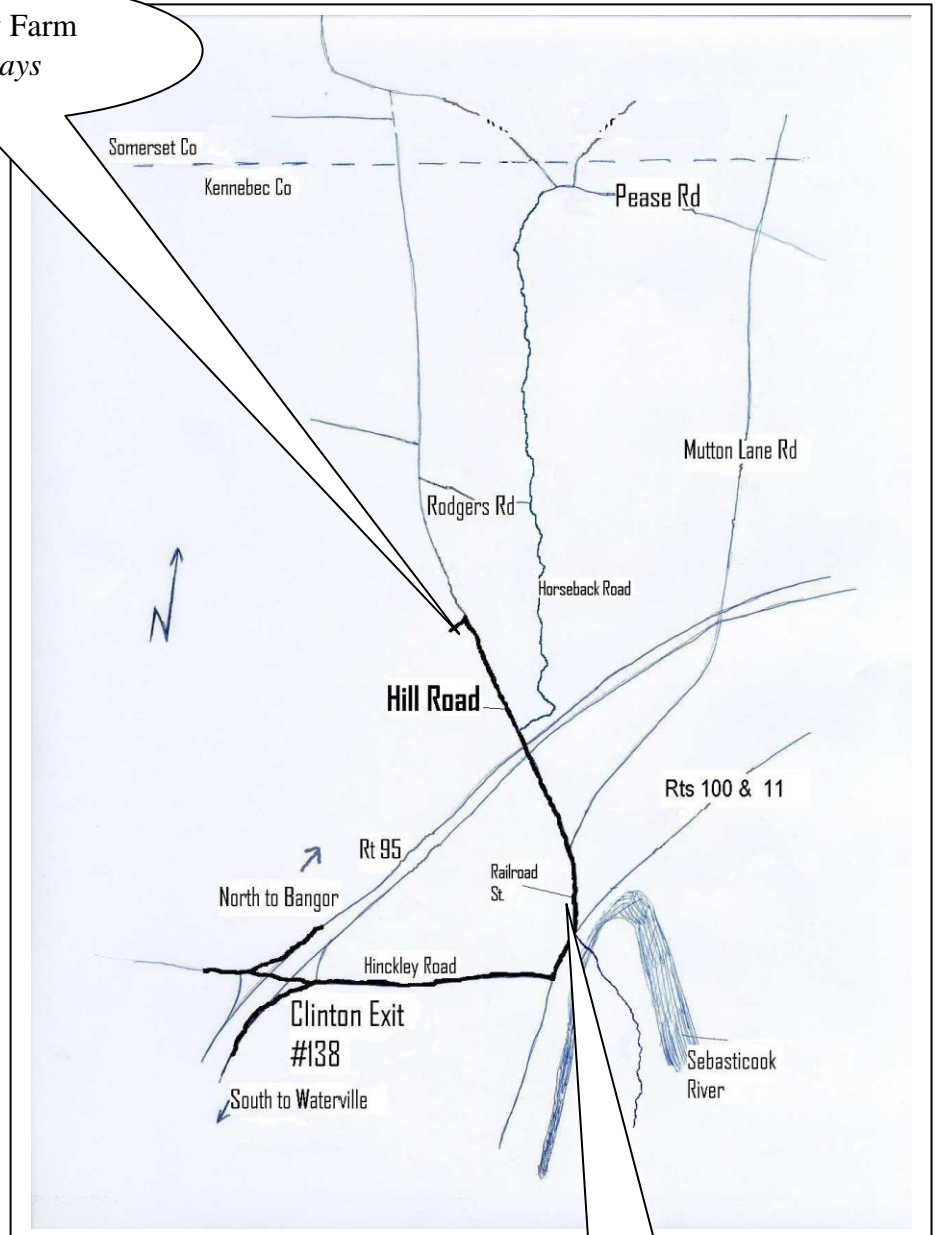 Farm
ays
Somerset Co
Kennebec Co
Pease Rd
Mutton Lane Rd
Rodgers Rd
N
Horseback Road
Hill Road
Rts 100 & 11
Rt 95
Railroad
St.
North to Bangor
Hinckley Road
Clinton Exit
#138
Sebasticook
River
South to Waterville